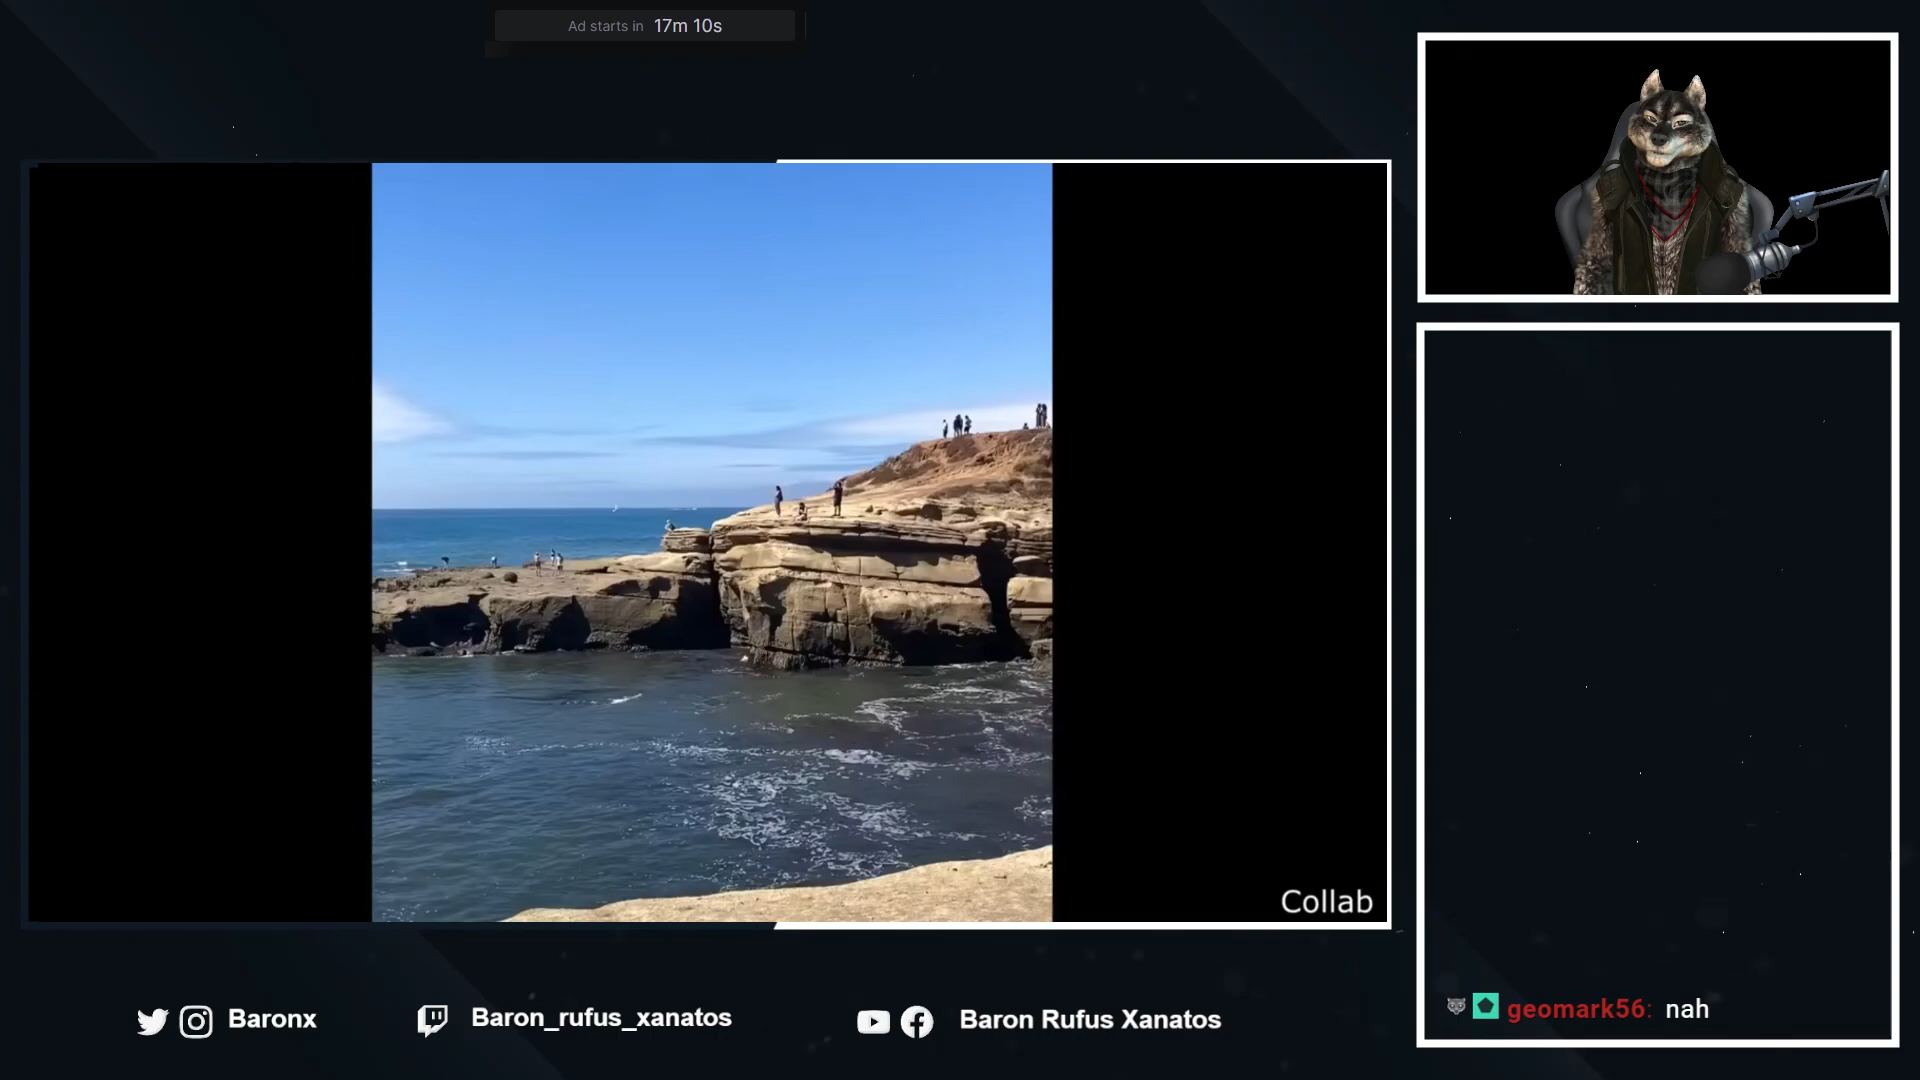 Ad starts in 17m 10s
Collab
geomark56: nah
Baronx
Baron_rufus_xanatos
Baron Rufus Xanatos